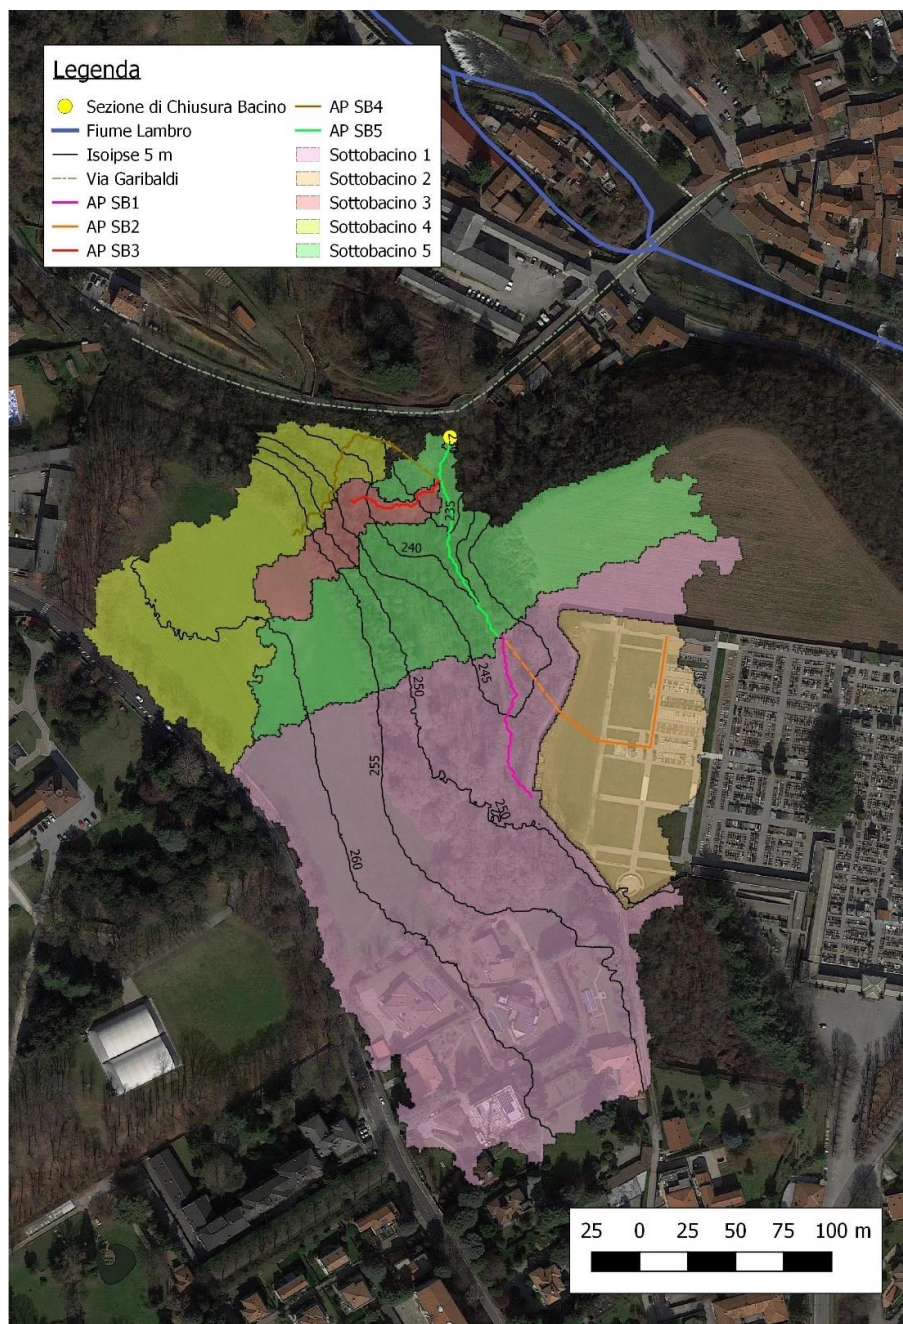 Legenda
Sezione di Chiusura Bacino
Fiume Lambro
Isoipse 5 m
Via Garibaldi
AP SB1
AP SB2
AP SB3
AP SB4
AP SB5
Sottobacino 1
Sottobacino 2
Sottobacino 3
Sottobacino 4
Sottobacino 5
235
240
245
250
255
250
260
25 0 25 50 75 100 m